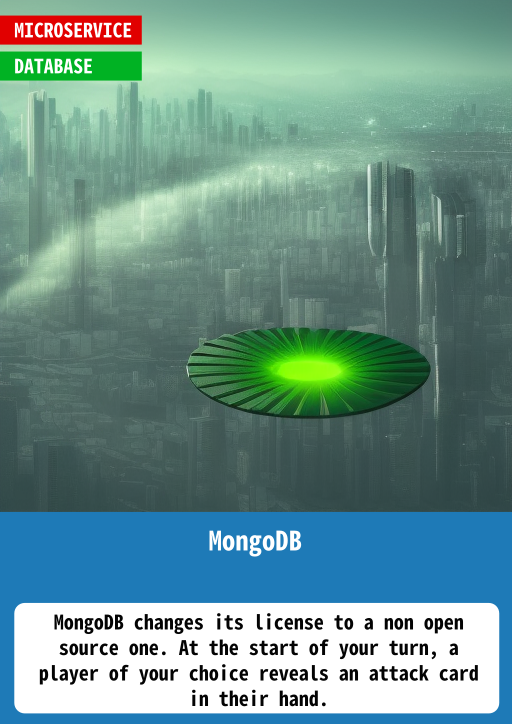 MICROSERVICE
DATABASE
MongoDB
MongoDB changes its license to a non open
source one. At the start of your turn, a
player of your choice reveals an attack card
in their hand.